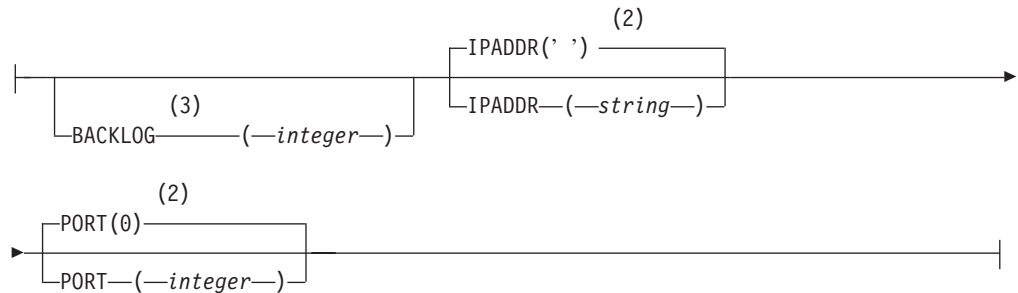 (2)
IPADDR(' ')
(3)
IPADDR (string)
BACKLOG (integer)
(2)
PORT(0)
PORT (integer)